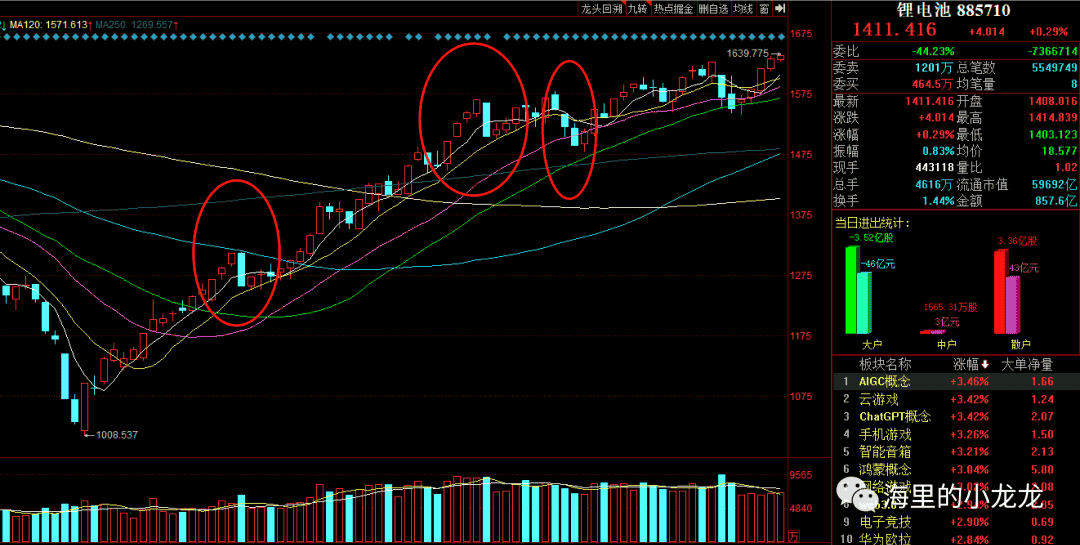 龙头回溯 九转 热点掘金 删自选 均线 窗
MA120: 1571.613↑ MA250: 1269.557↑
1639.775
1008.537
1675
1575
1475
1375
1275
1175
1075
9565
4840
万
锂电池 885710
1411.416 +4.014 +0.29%
委比 -44.23% -7366714
委卖 1201万 总笔数 5549749
委买 464.5万 均笔量 8
最新 1411.416 开盘 1408.016
涨跌 +4.014 最高 1414.839
涨幅 +0.29% 最低 1403.123
振幅 0.83% 均价 18.577
现手 443118 量比 1.02
总手 4616万 流通市值 59692亿
换手 1.44% 金额 857.6亿
当日进出统计:
-3.52亿股
-46亿元
1565.31万股
3亿元
3.36亿股
43亿元
大户 中户 散户
板块名称 涨幅 大单净量
1 AIGC概念 +3.46% 1.66
2 云游戏 +3.42% 1.24
3 ChatGPT概念 +3.42% 2.07
4 手机游戏 +3.26% 1.50
5 智能音箱 +3.21% 2.13
6 鸿蒙概念 +3.04% 5.80
海里的小龙龙
9 电子竞技 +2.90% 0.69
10 华为欧拉 +2.84% 0.92